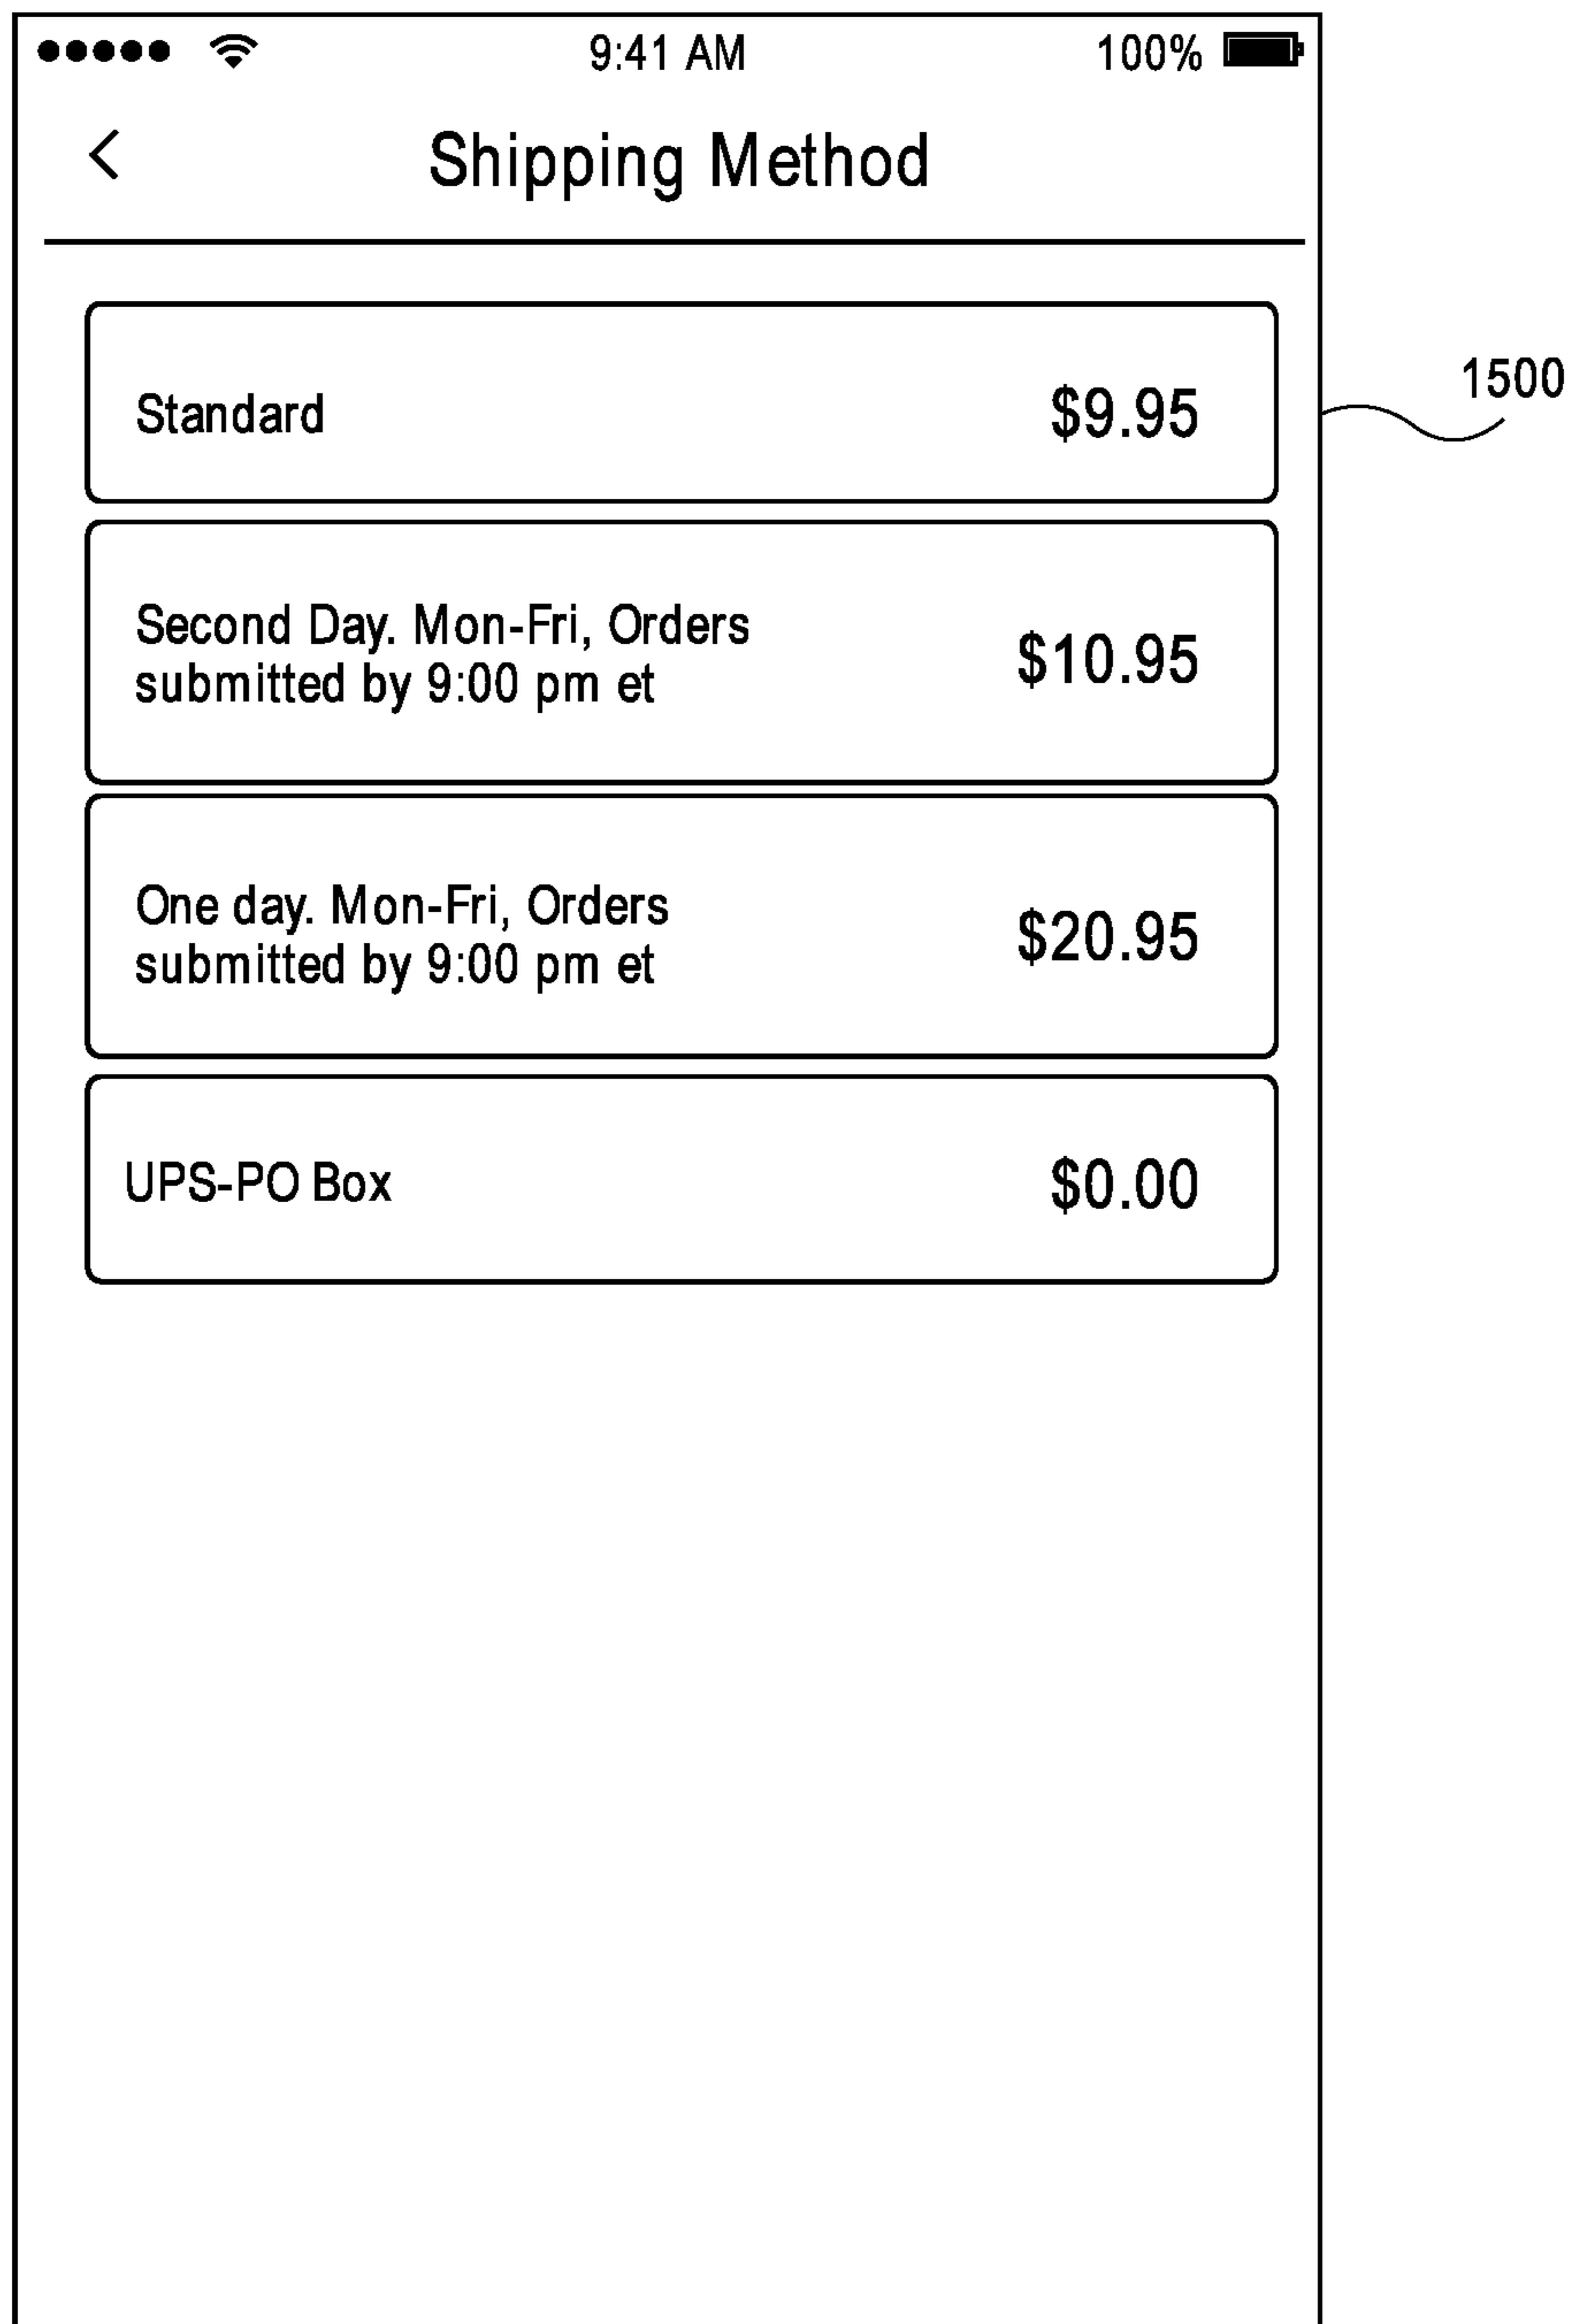 9:41 AM 100%
Shipping Method
1500
Standard $9.95
Second Day. Mon-Fri, Orders
submitted by 9:00 pm et
$10.95
One day. Mon-Fri, Orders
submitted by 9:00 pm et
$20.95
UPS-PO Box $0.00